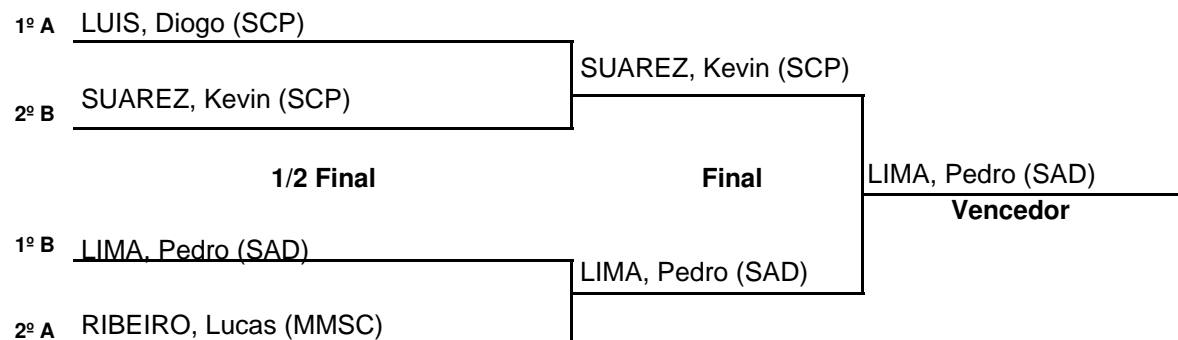 1º A LUIS, Diogo (SCP)
SUAREZ, Kevin (SCP)
2º B SUAREZ, Kevin (SCP)
1/2 Final Final LIMA, Pedro (SAD)
Vencedor
1º B LIMA, Pedro (SAD)
LIMA, Pedro (SAD)
2º A RIBEIRO, Lucas (MMSC)